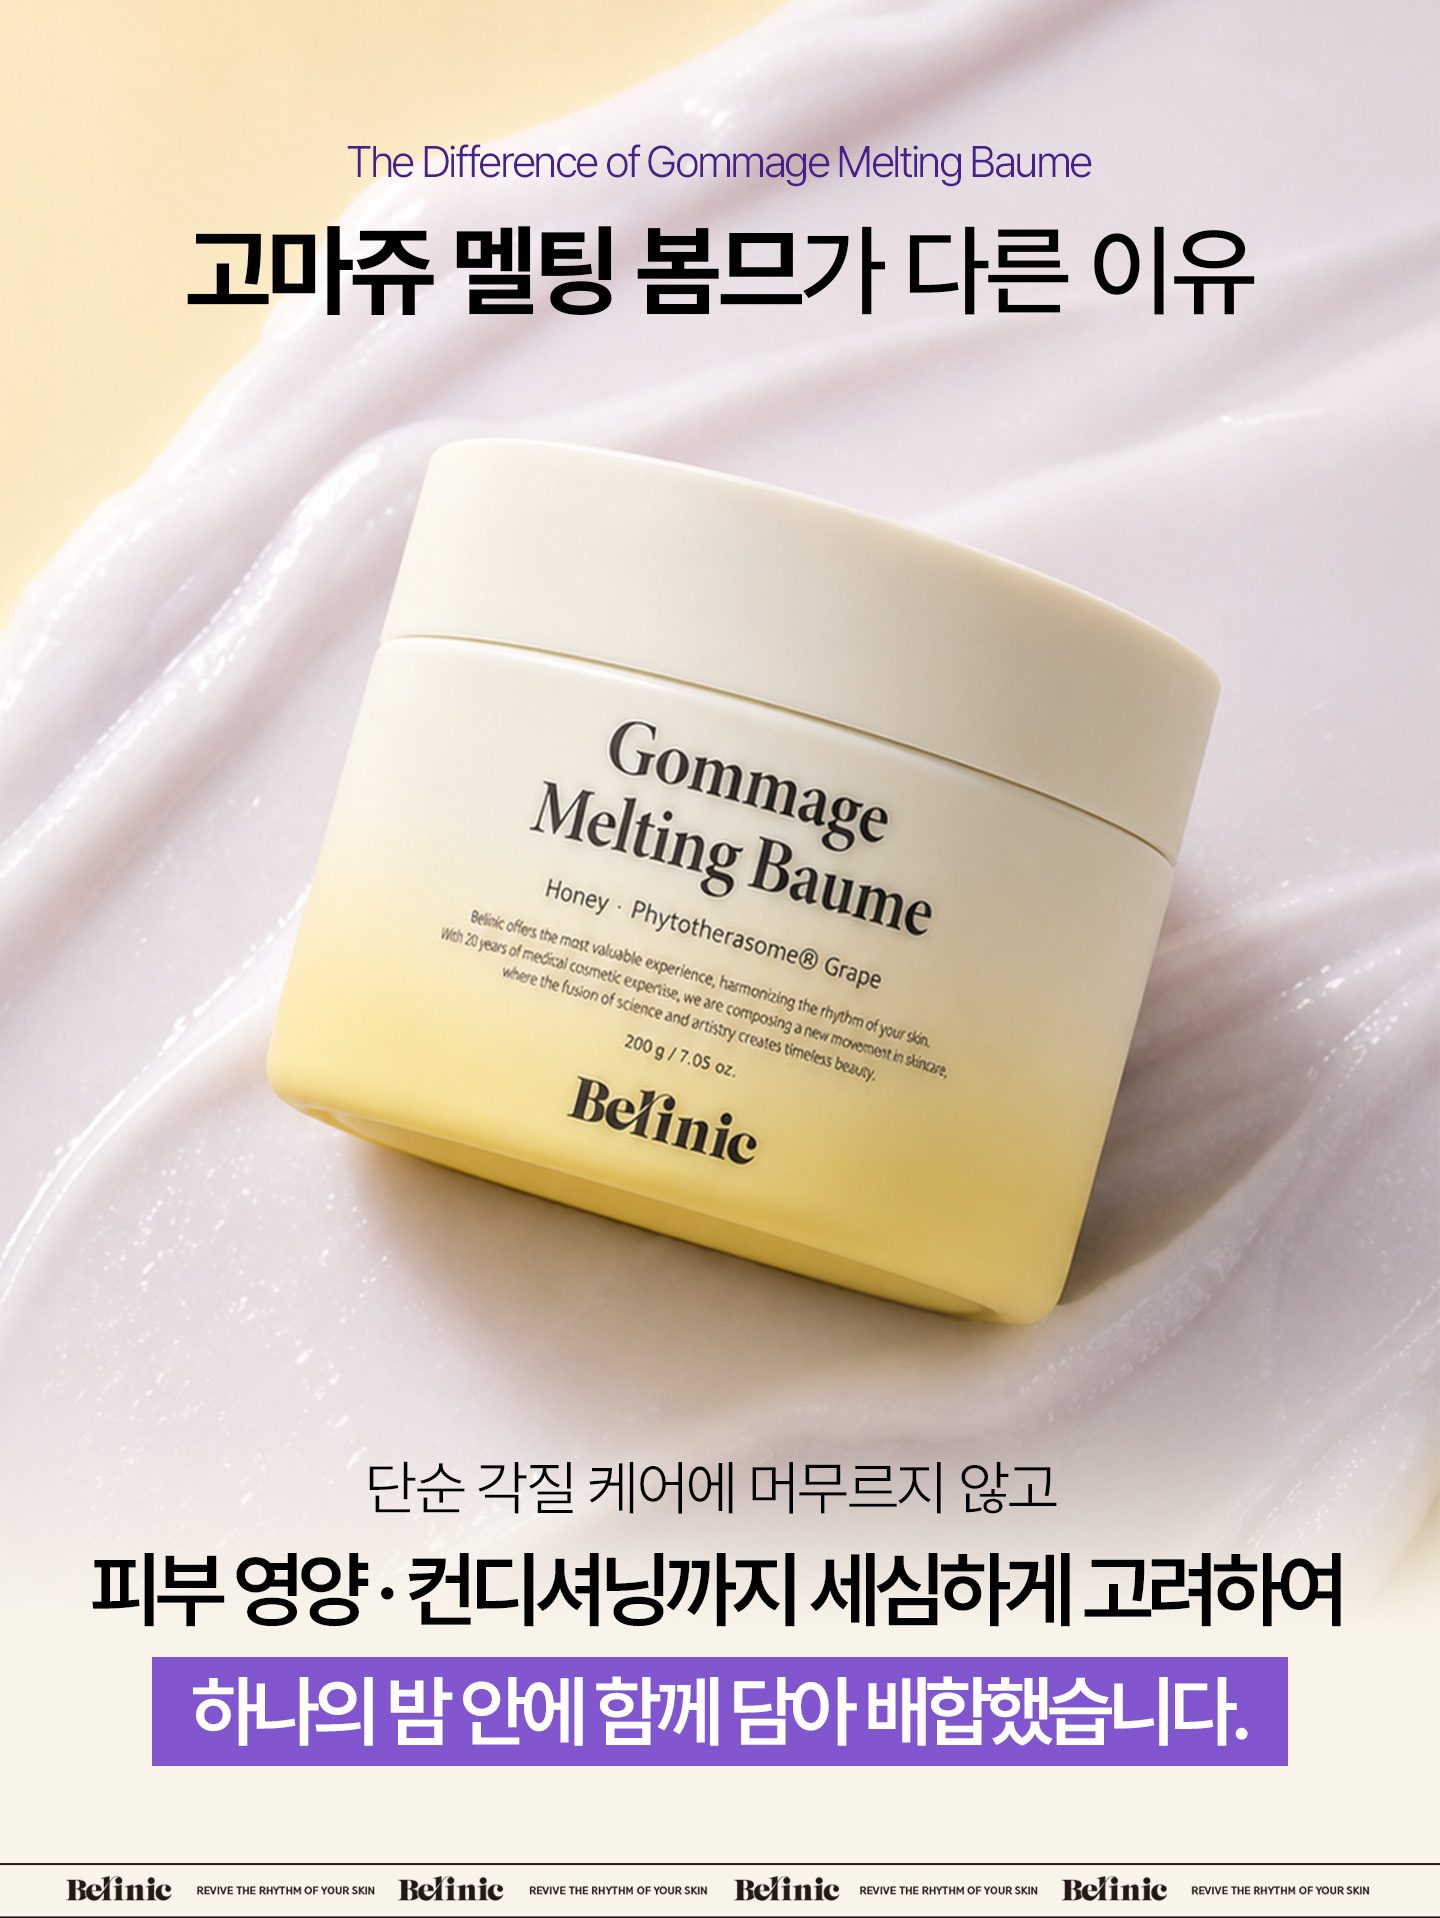 The Difference of Gommage Melting Baume
고마쥬 멜팅 봄므가 다른 이유
Gommage
Melting Baume
Honey · Phytotherasome® Grape
Belinic offers the most valuable experience, harmonizing the rhythm of your skin.
With 20 years of medical cosmetic expertise, we are composing a new movement in skincare,
where the fusion of science and artistry creates timeless beauty.
200 g / 7.05 oz.
Belinic
단순 각질 케어에 머무르지 않고
피부 영양·컨디셔닝까지 세심하게 고려하여
하나의 밤 안에 함께 담아 배합했습니다.
Belinic REVIVE THE RHYTHM OF YOUR SKIN Belinic REVIVE THE RHYTHM OF YOUR SKIN Belinic REVIVE THE RHYTHM OF YOUR SKIN Belinic REVIVE THE RHYTHM OF YOUR SKIN